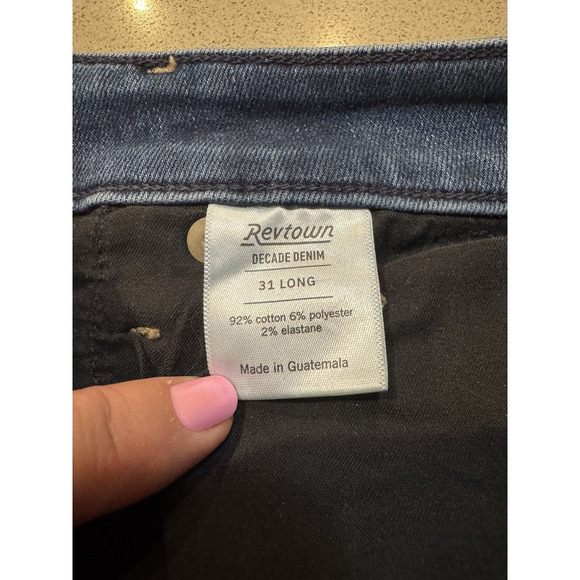 Revtown
DECADE DENIM
31 LONG
92% cotton 6% polyester
2% elastane
Made in Guatemala